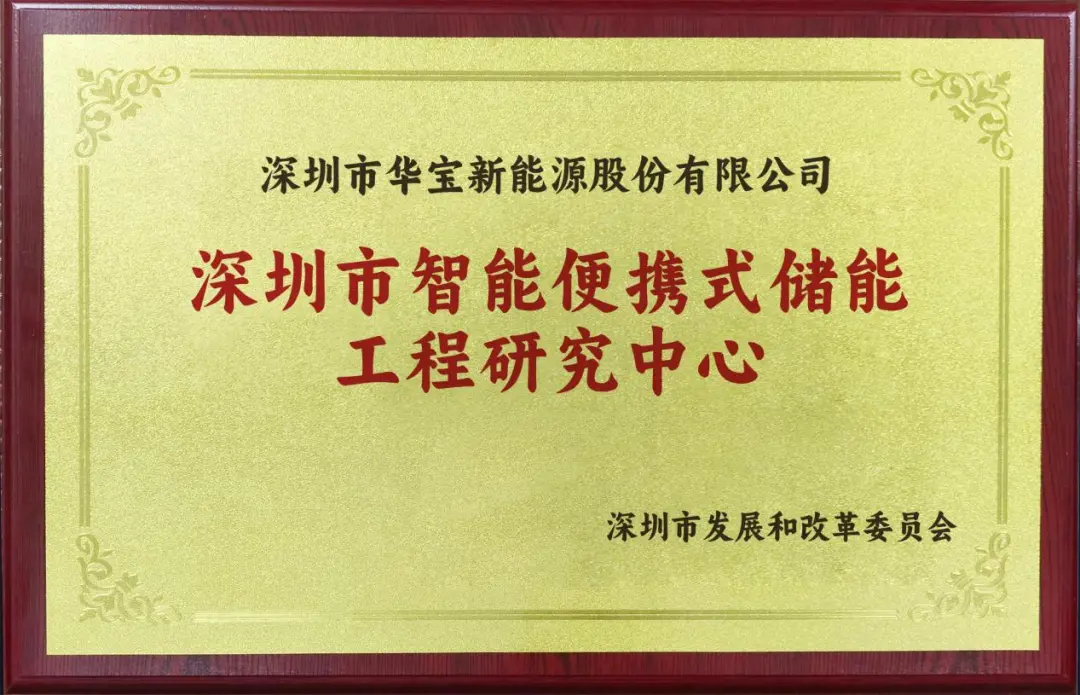 深圳市华宝新能源股份有限公司
深圳市智能便携式储能
工程研究中心
深圳市发展和改革委员会